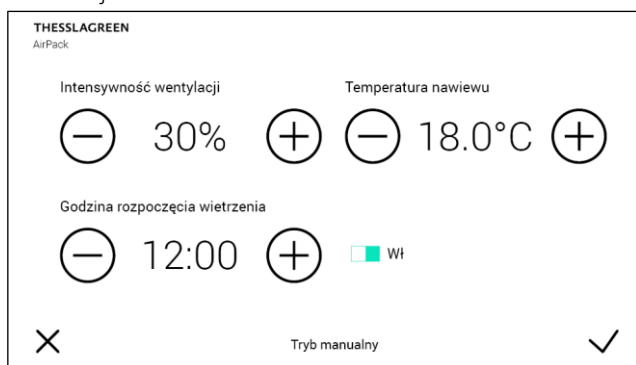 THESSLAGREEN
AirPack
Intensywność wentylacji
Temperatura nawiewu
30%
18.0°C
Godzina rozpoczęcia wietrzenia
12:00
Wł
Tryb manualny